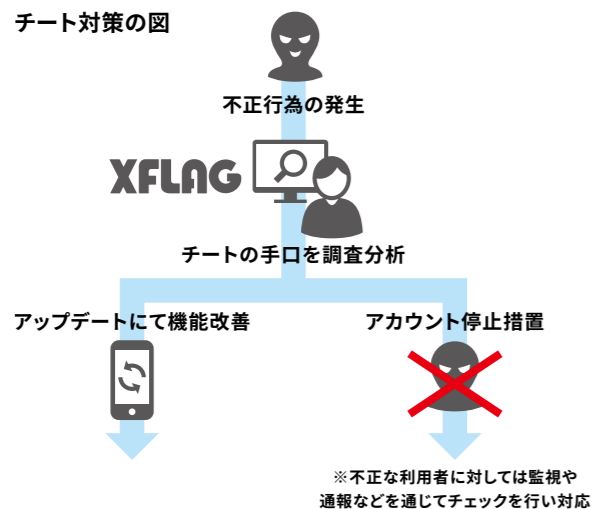 チート対策の図
不正行為の発生
XFLAG
チートの手口を調査分析
アップデートにて機能改善
アカウント停止措置
※不正な利用者に対しては監視や
通報などを通じてチェックを行い対応